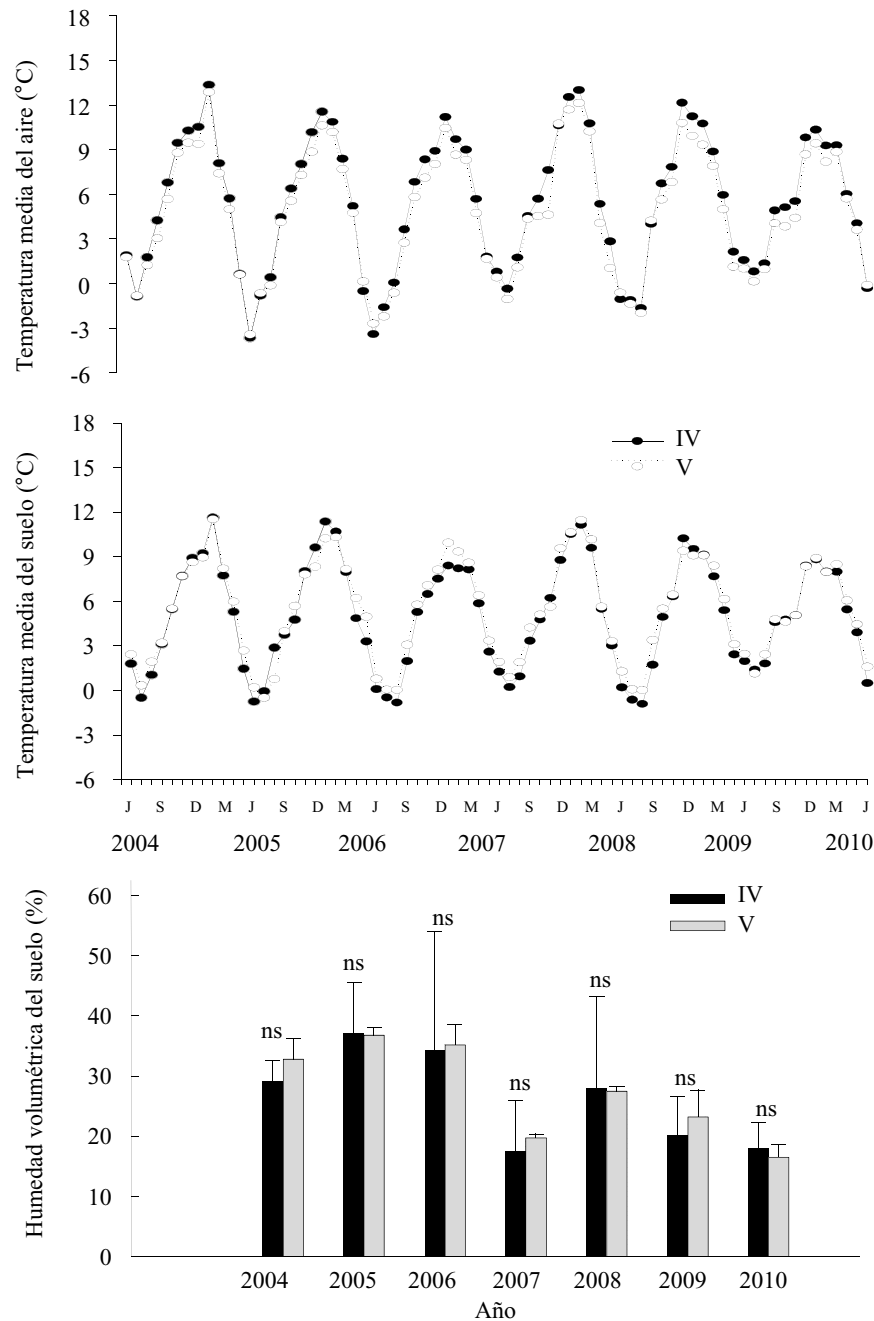 Temperatura media del aire (°C)
18
15
12
9
6
3
0
-3
-6
Temperatura media del suelo (°C)
18
15
12
9
6
3
0
-3
-6
IV
V
J S D M J S D M J S D M J S D M J S D M J S D M J
2004 2005 2006 2007 2008 2009 2010
Humedad volumétrica del suelo (%)
60
50
40
30
20
10
0
IV
V
ns ns ns ns ns ns ns
2004 2005 2006 2007 2008 2009 2010
Año